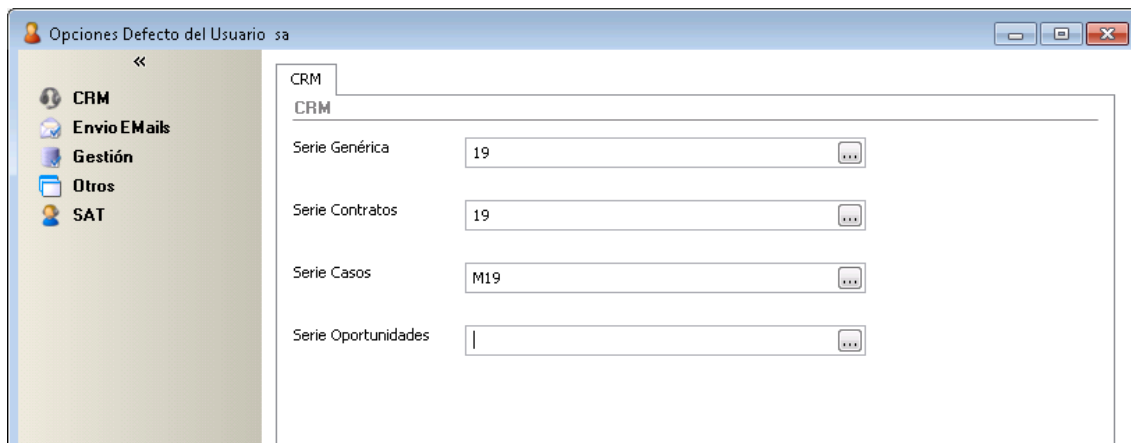 Opciones Defecto del Usuario sa
«
CRM
Envio EMails
Gestión
Otros
SAT
CRM
CRM
Serie Genérica 19 ...
Serie Contratos 19 ...
Serie Casos M19 ...
Serie Oportunidades ...